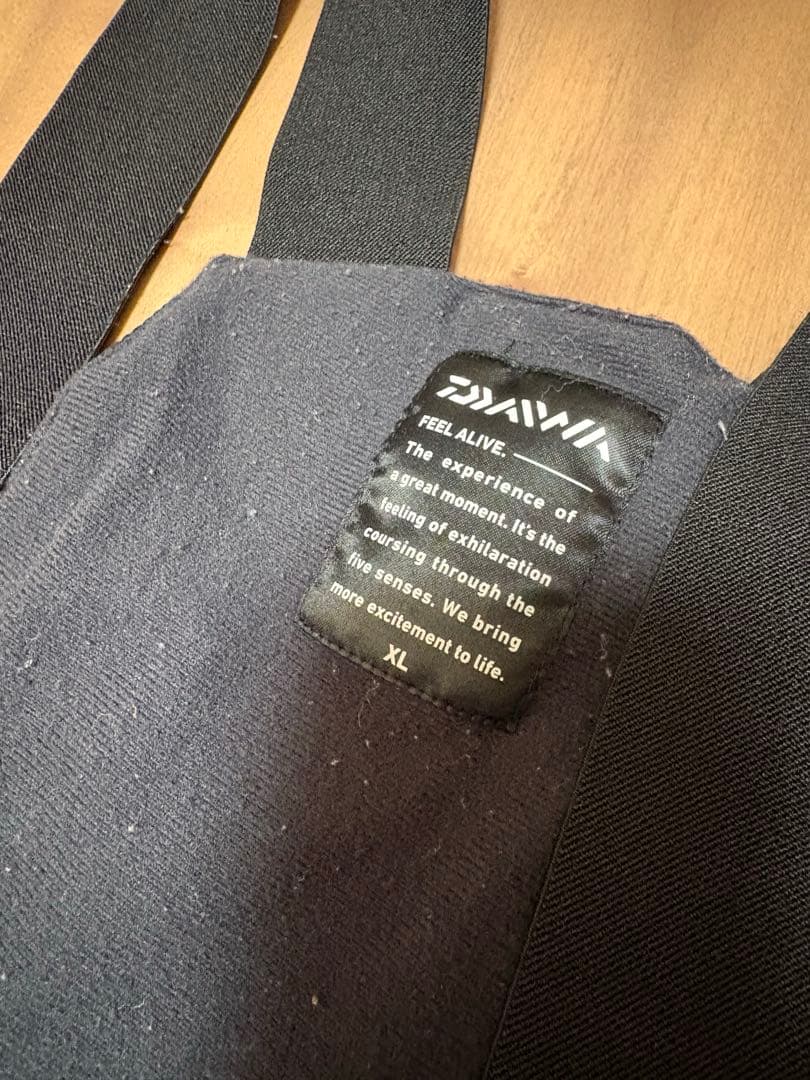 DAIWA
FEEL ALIVE.
The experience of
a great moment. It's the
feeling of exhilaration
coursing through the
five senses. We bring
more excitement to life.
XL